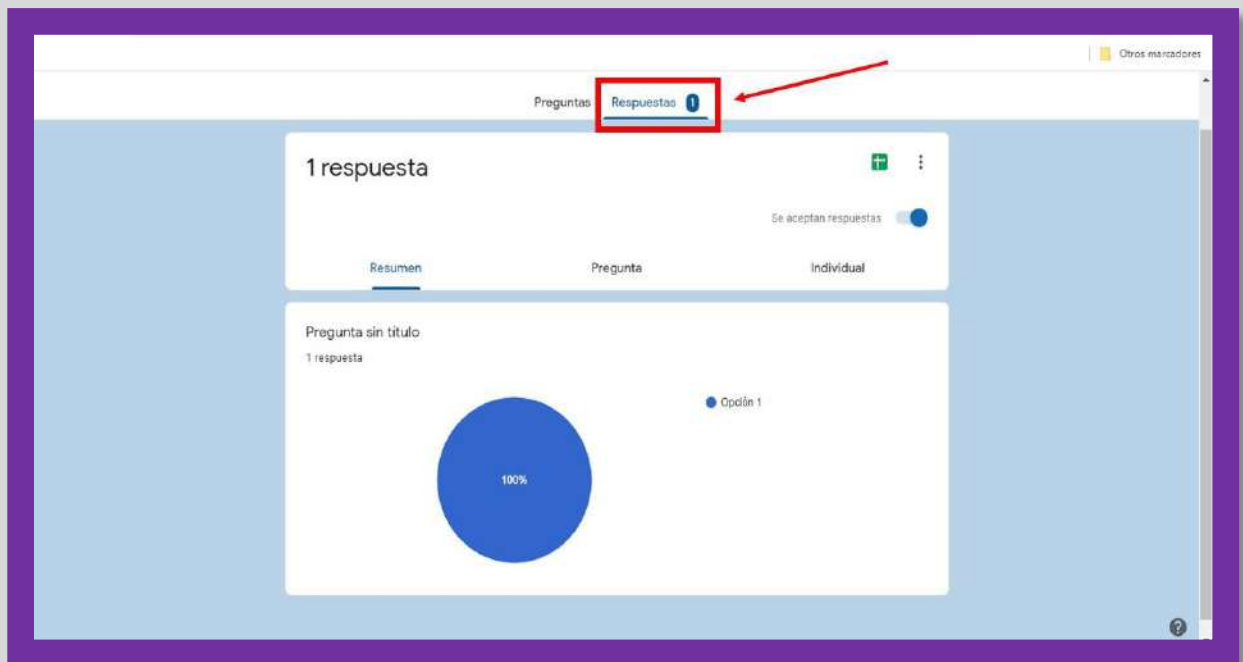 Otros marcadores
Preguntas Respuestas 1
1 respuesta
Se aceptan respuestas
Resumen Pregunta Individual
Pregunta sin título
1 respuesta
Opción 1
100%